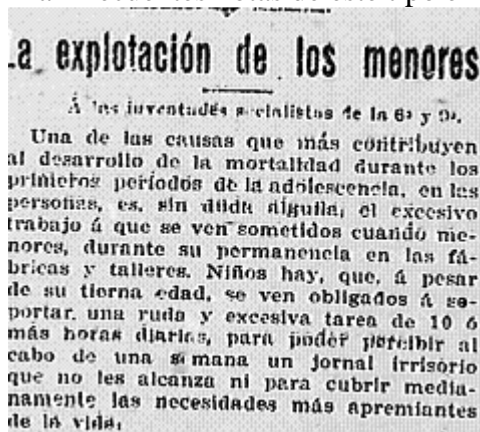 La explotación de los menores
Á las juventudes socialistas de la 6ª y 9ª.
Una de las causas que más contribuyen
al desarrollo de la mortalidad durante los
primeros períodos de la adolescencia, en las
personas, es, sin duda alguna, el excesivo
trabajo á que se ven sometidos cuando me-
nores, durante su permanencia en las fá-
bricas y talleres. Niños hay, que, á pesar
de su tierna edad, se ven obligados á so-
portar una ruda y excesiva tarea de 10 ó
más horas diarias, para poder percibir al
cabo de una semana un jornal irrisorio
que no les alcanza ni para cubrir media-
namente las necesidades más apremiantes
de la vida.